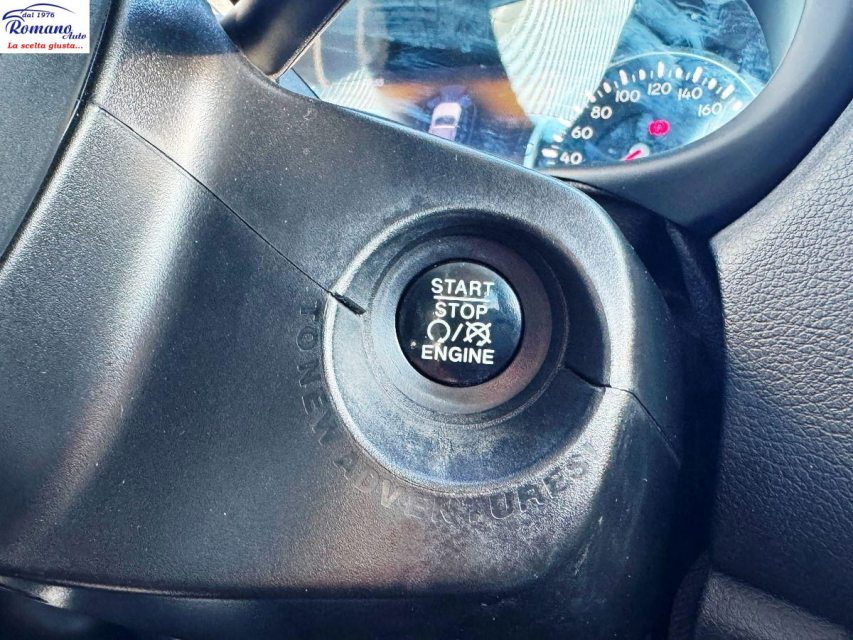 dal 1976
Romano
Auto
La scelta giusta...
40 60 80 100 120 140 160
START
STOP
ENGINE
TO NEW ADVENTURES